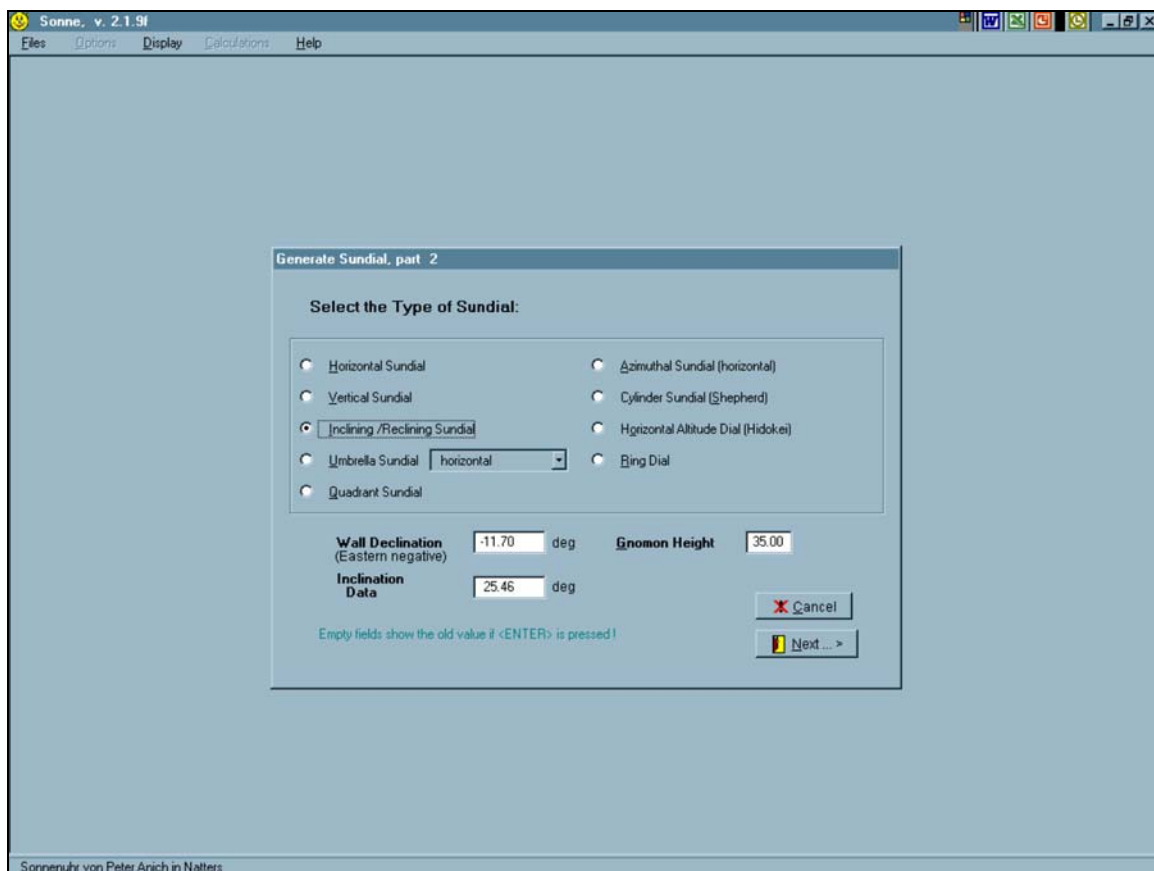 Sonne, v. 2.1.9f
Files Options Display Calculations Help
Generate Sundial, part 2
Select the Type of Sundial:
Horizontal Sundial Azimuthal Sundial (horizontal)
Vertical Sundial Cylinder Sundial (Shepherd)
Inclining /Reclining Sundial Horizontal Altitude Dial (Hidokei)
Umbrella Sundial horizontal Ring Dial
Quadrant Sundial
Wall Declination -11.70 deg Gnomon Height 35.00
(Eastern negative)
Inclination 25.46 deg
Data
Cancel
Empty fields show the old value if <ENTER> is pressed !
Next ... >
Sonnenuhr von Peter Anich in Natters